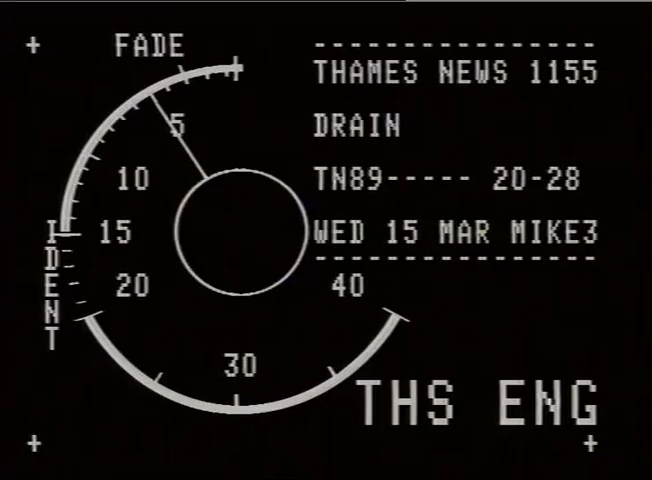 FADE
----------------
THAMES NEWS 1155
DRAIN
TN89----- 20-28
WED 15 MAR MIKE3
----------------
5
10
15
20
30
40
IDENT
THS ENG